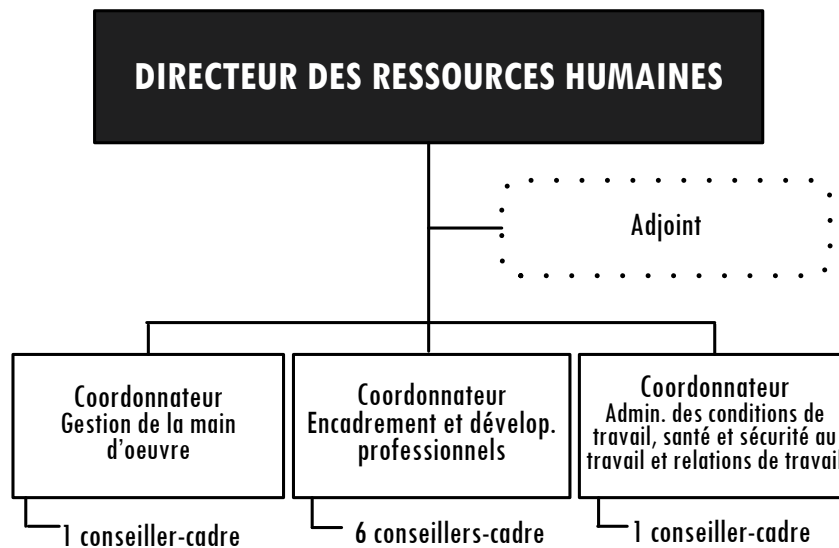 DIRECTEUR DES RESSOURCES HUMAINES
Adjoint
Coordonnateur
Gestion de la main
d'oeuvre
Coordonnateur
Encadrement et dévelop.
professionnels
Coordonnateur
Admin. des conditions de
travail, santé et sécurité au
travail et relations de travail
1 conseiller-cadre
6 conseillers-cadre
1 conseiller-cadre